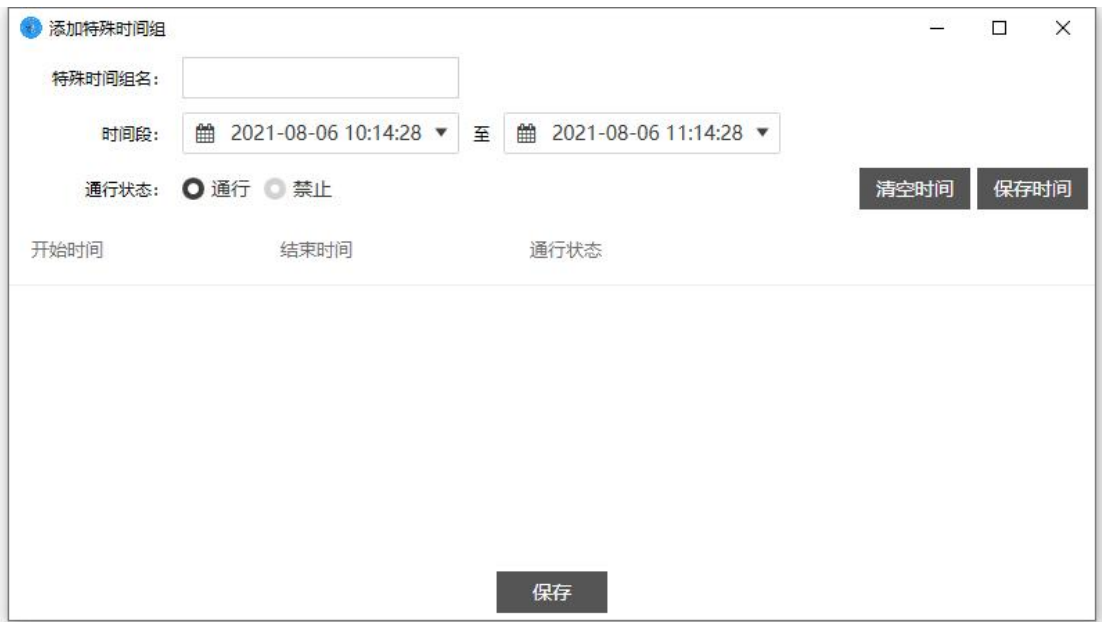 添加特殊时间组
特殊时间组名：
时间段： 2021-08-06 10:14:28 至 2021-08-06 11:14:28
通行状态： 通行 禁止 清空时间 保存时间
开始时间 结束时间 通行状态
保存